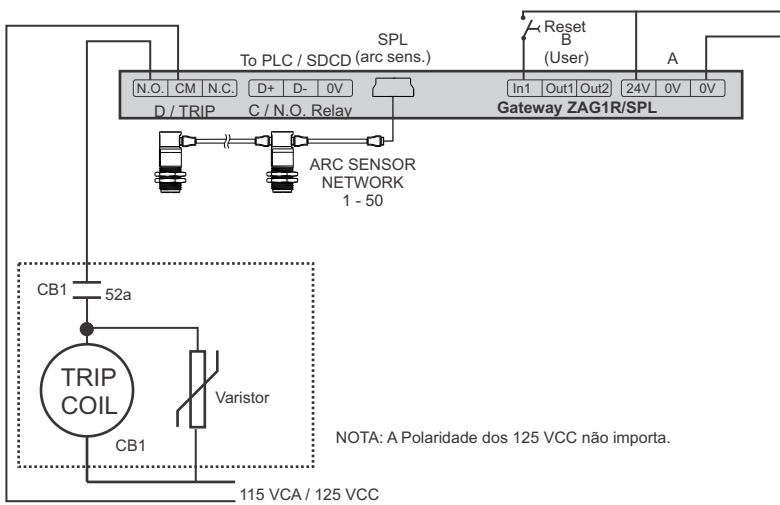 Reset
B
(User)
SPL
To PLC / SDCD (arc sens.)
A
N.O. CM N.C. D+ D- 0V In1 Out1 Out2 24V 0V 0V
D / TRIP C / N.O. Relay Gateway ZAG1R/SPL
ARC SENSOR
NETWORK
1 - 50
CB1 52a
TRIP
COIL
Varistor
CB1
NOTA: A Polaridade dos 125 VCC não importa.
115 VCA / 125 VCC